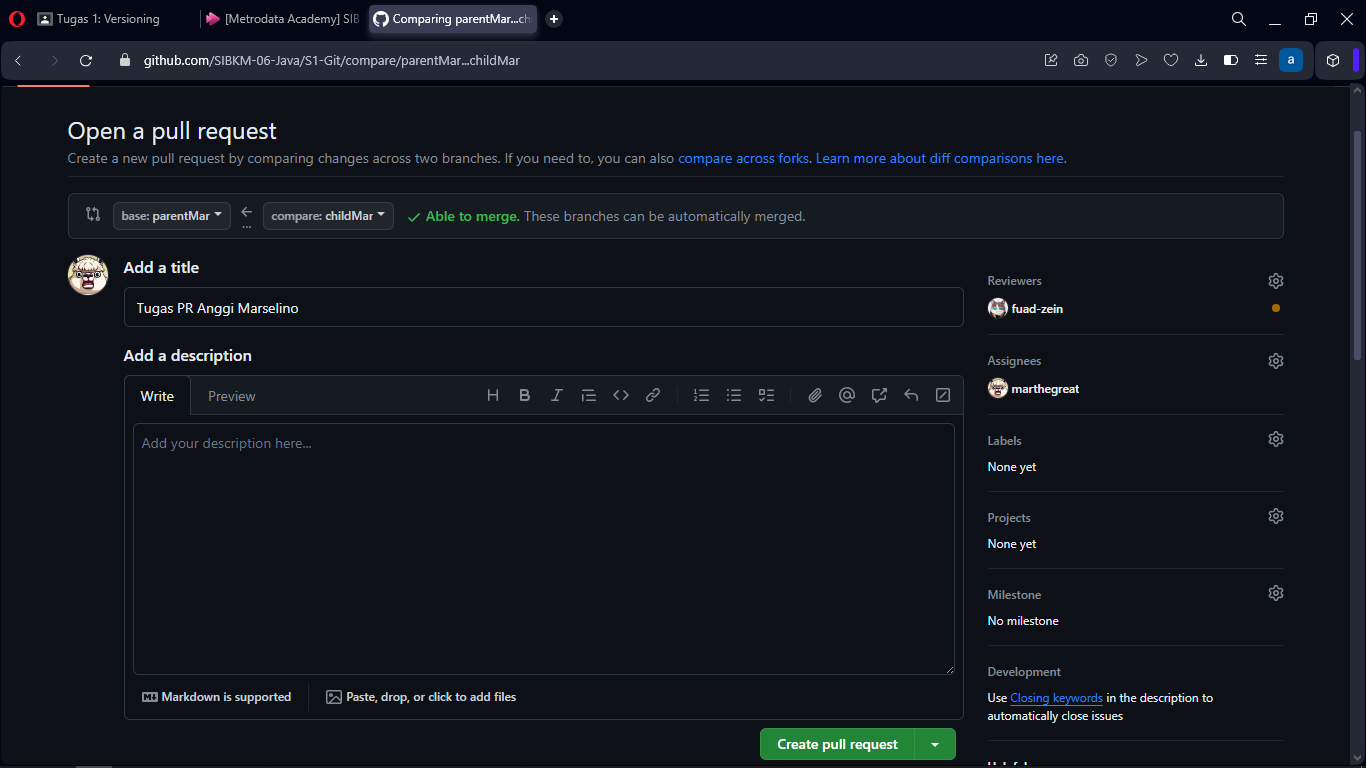 Tugas 1: Versioning
[Metrodata Academy] SIB
Comparing parentMar...ch
github.com/SIBKM-06-Java/S1-Git/compare/parentMar...childMar
a
Open a pull request
Create a new pull request by comparing changes across two branches. If you need to, you can also compare across forks. Learn more about diff comparisons here.
base: parentMar
...
compare: childMar
Able to merge. These branches can be automatically merged.
Add a title
Tugas PR Anggi Marselino
Add a description
Write
Preview
Add your description here...
Markdown is supported
Paste, drop, or click to add files
Create pull request
Reviewers
fuad-zein
Assignees
marthegreat
Labels
None yet
Projects
None yet
Milestone
No milestone
Development
Use Closing keywords in the description to
automatically close issues